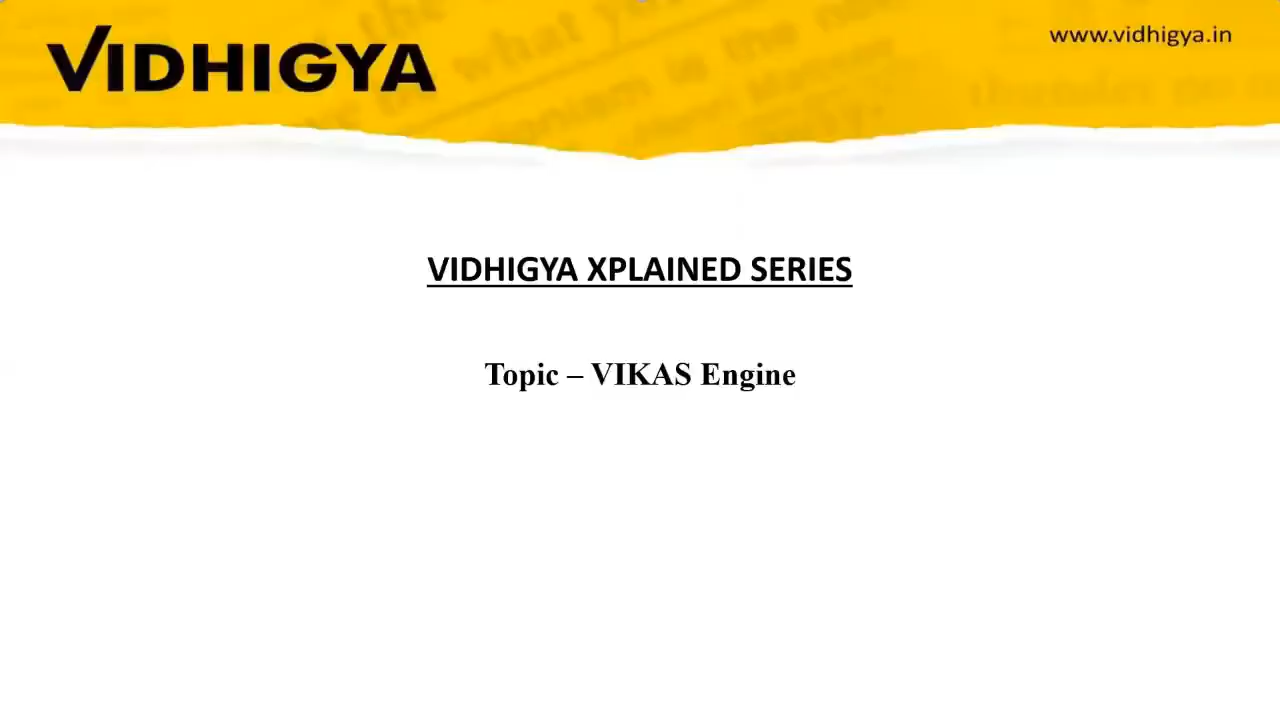 VIDHIGYA
www.vidhigya.in
VIDHIGYA XPLAINED SERIES
Topic – VIKAS Engine